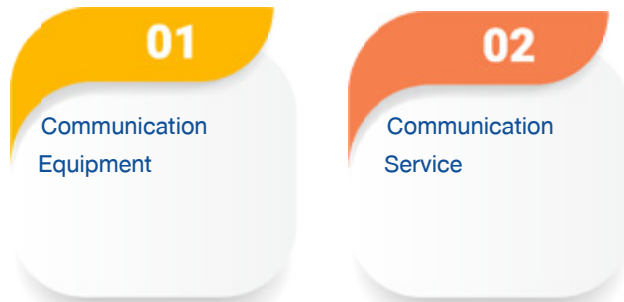 01
Communication
Equipment
02
Communication
Service